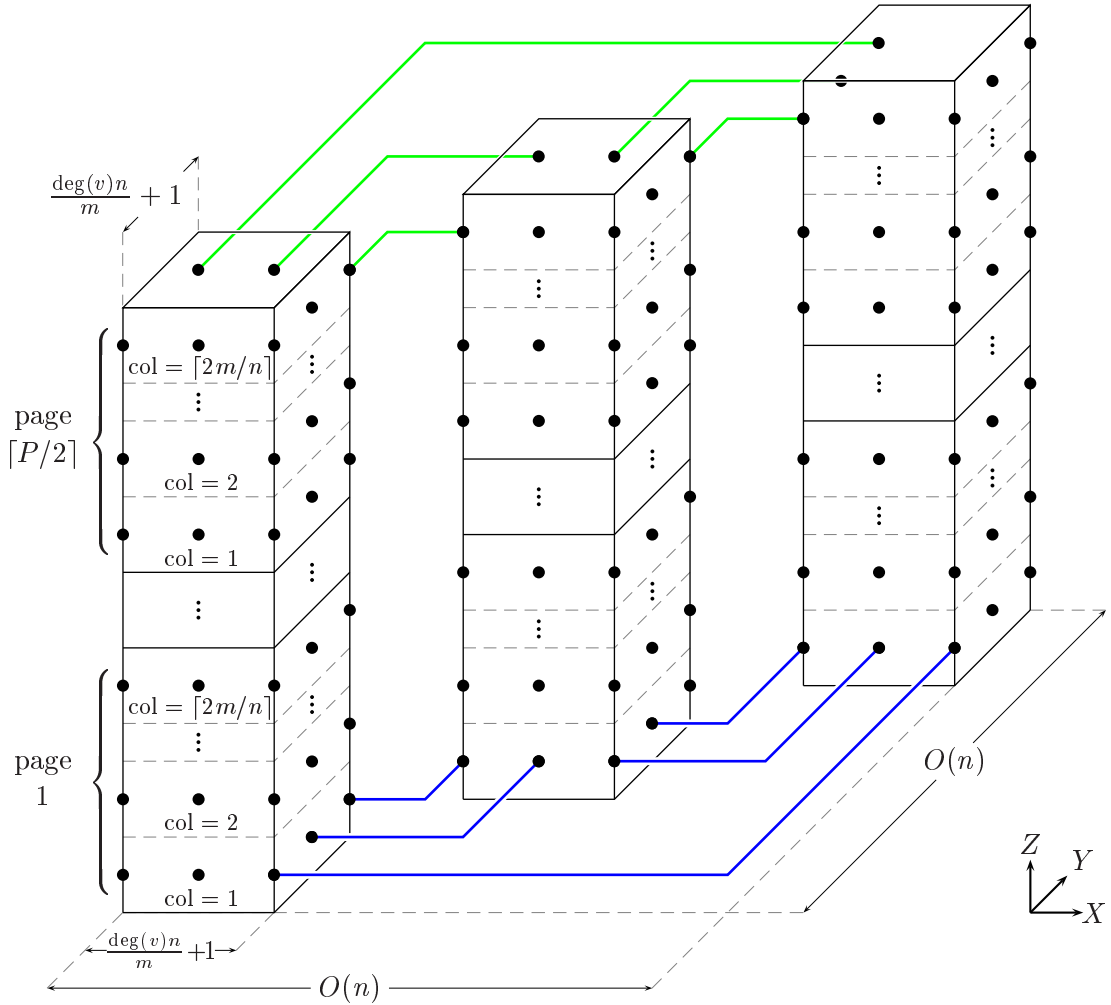 deg(v)n/m + 1
col = ⌈2m/n⌉
⋮
page
⌈P/2⌉
col = 2
col = 1
⋮
col = ⌈2m/n⌉
⋮
page
1
col = 2
col = 1
deg(v)n/m +1
O(n)
O(n)
Z
Y
X